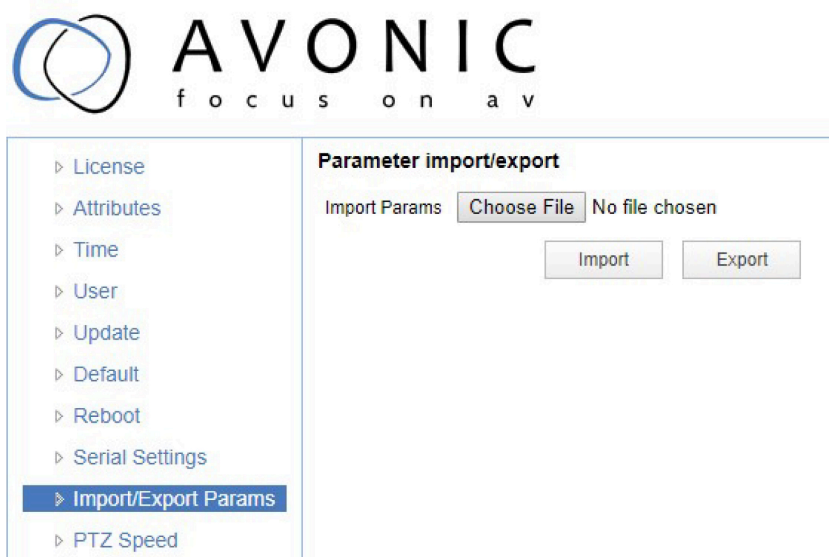 AVONIC
focus on av
License
Attributes
Time
User
Update
Default
Reboot
Serial Settings
Import/Export Params
PTZ Speed
Parameter import/export
Import Params Choose File No file chosen
Import Export